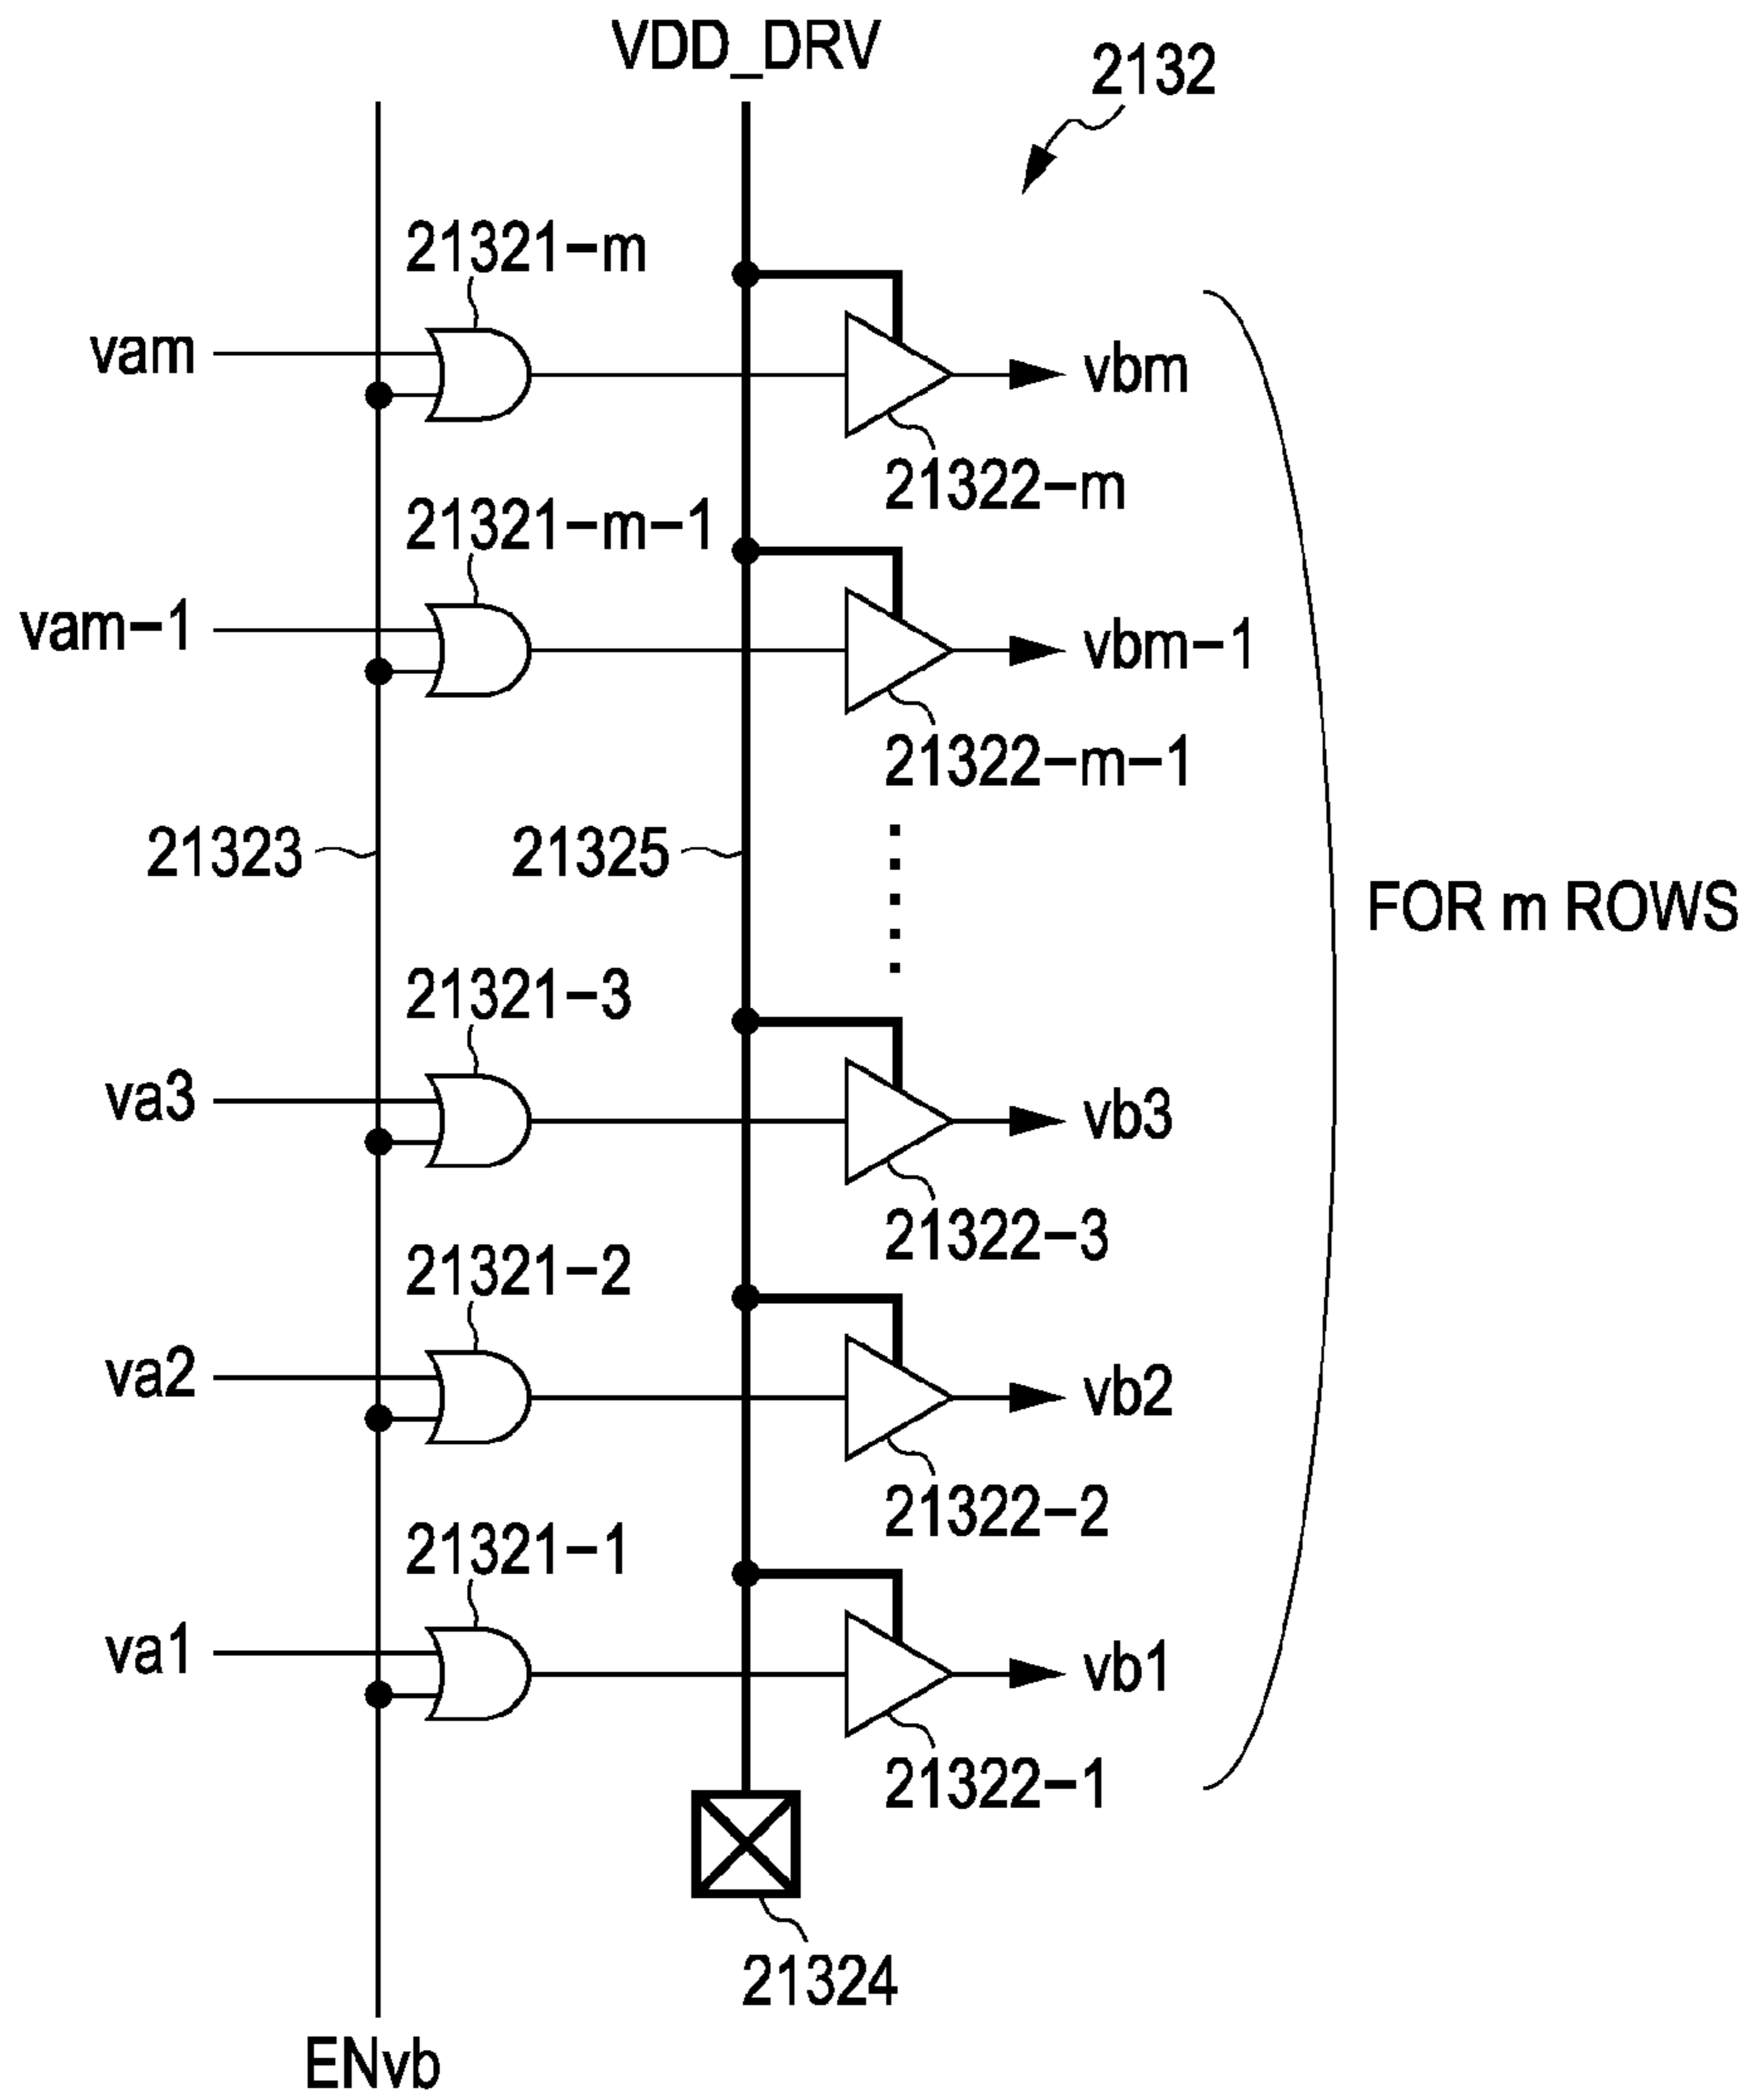 VDD_DRV
2132
21321-m
vam
vbm
21322-m
21321-m-1
vam-1
vbm-1
21322-m-1
21323
21325
FOR m ROWS
21321-3
va3
vb3
21322-3
21321-2
va2
vb2
21322-2
21321-1
va1
vb1
21322-1
21324
ENvb